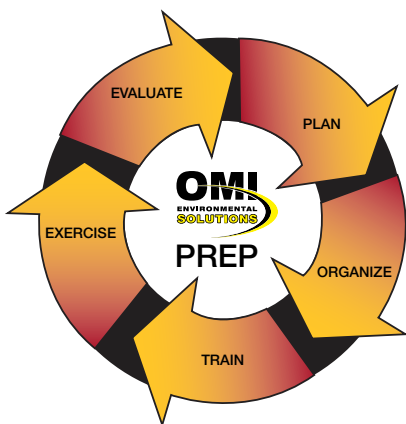 EVALUATE
PLAN
OMI
ENVIRONMENTAL
SOLUTIONS
PREP
EXERCISE
ORGANIZE
TRAIN